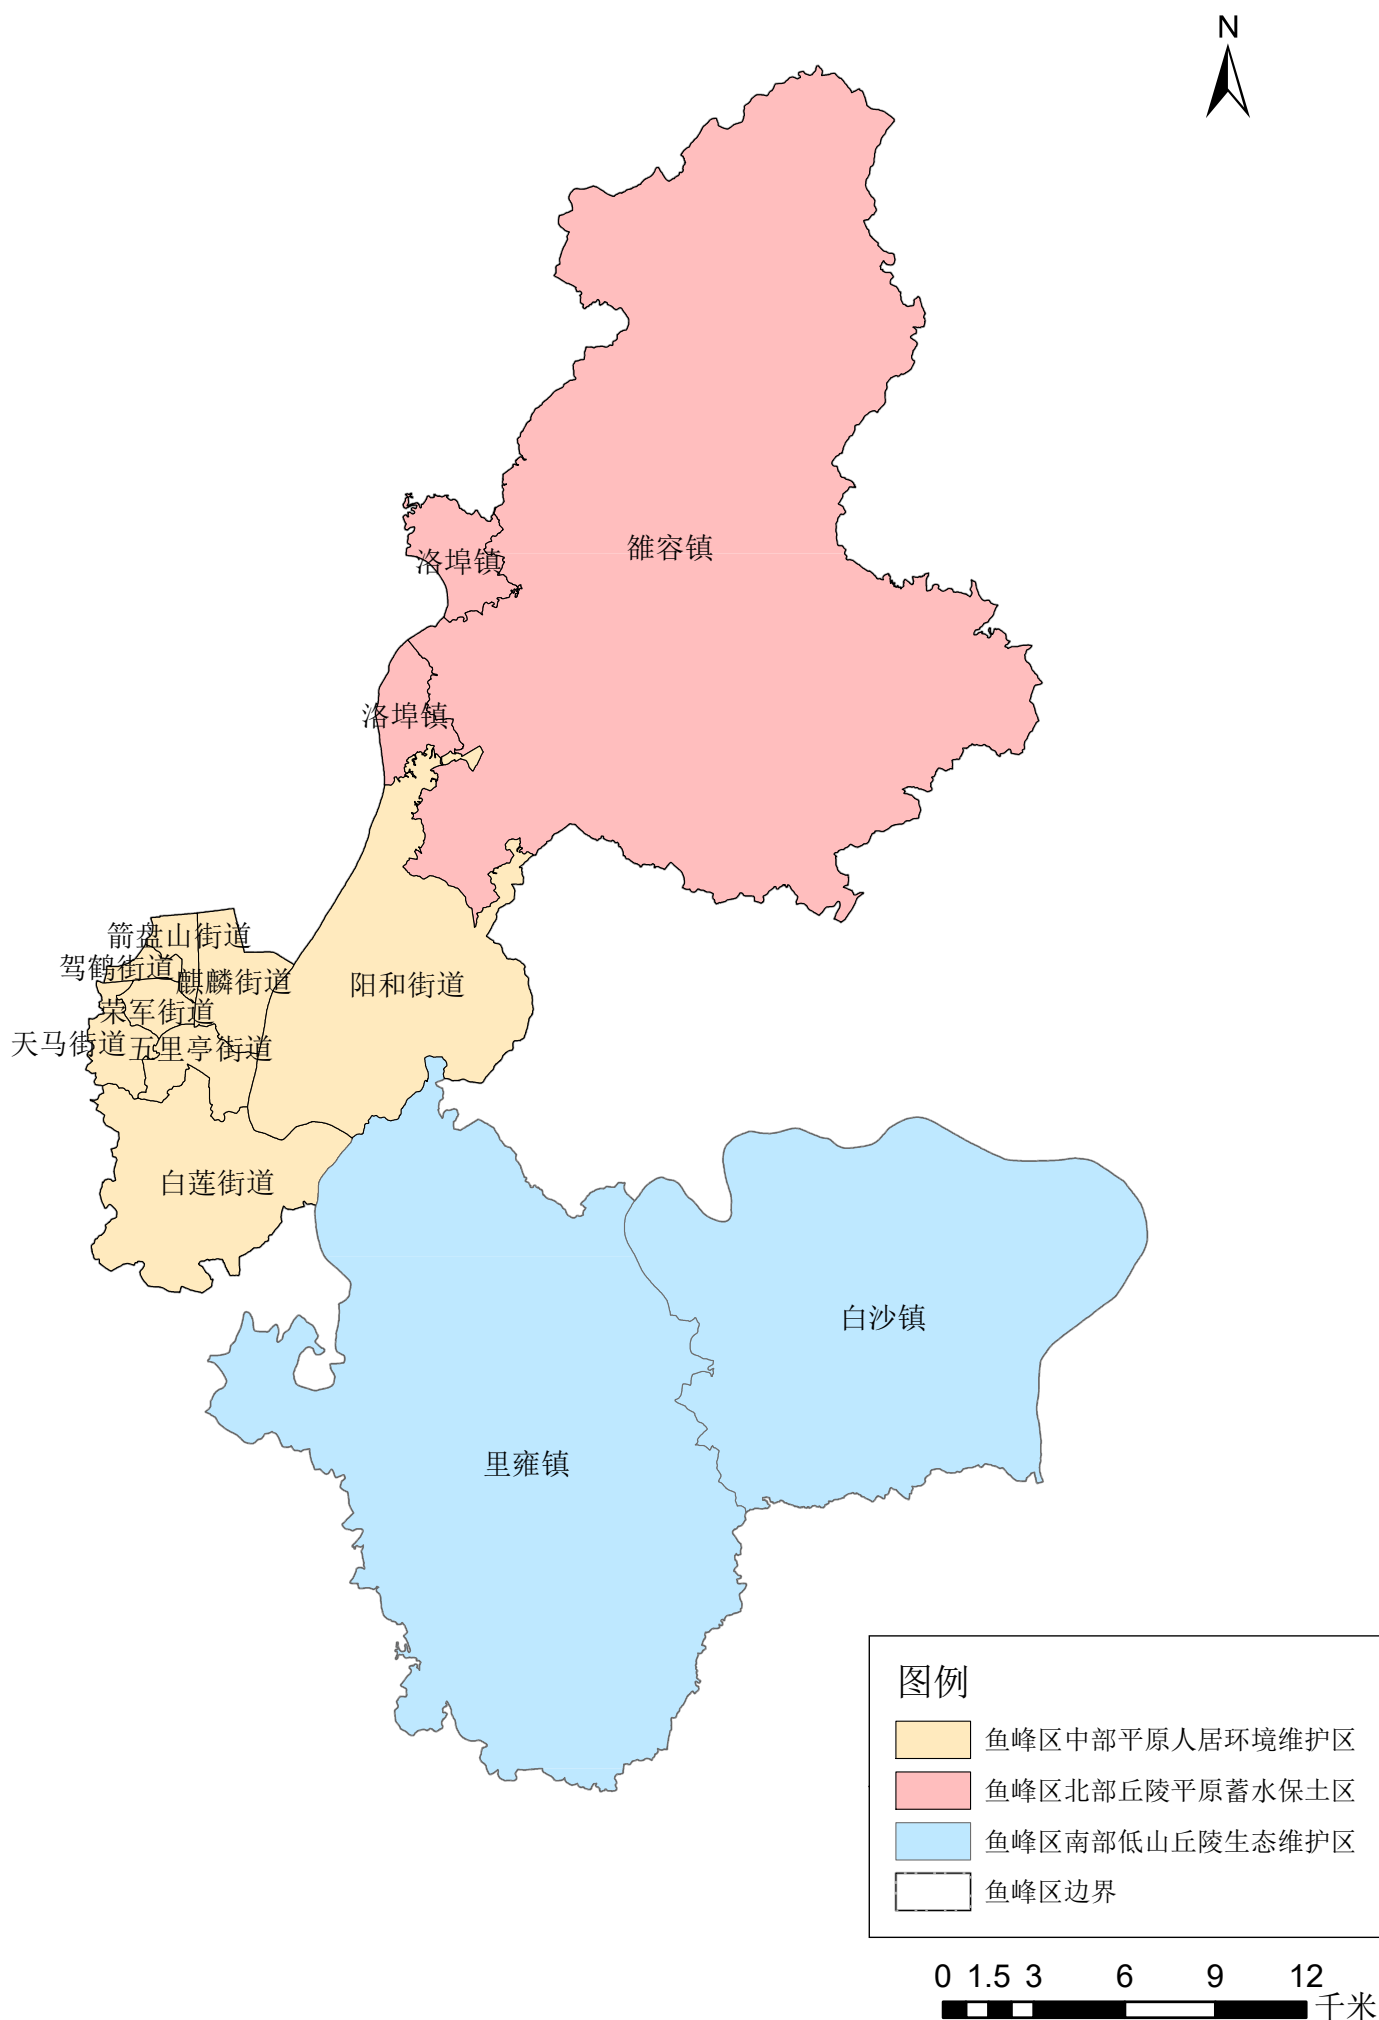 N
雒容镇
洛埠镇
洛埠镇
箭盘山街道
驾鹤街道
麒麟街道
阳和街道
荣军街道
天马街道
五里亭街道
白莲街道
白沙镇
里雍镇
图例
鱼峰区中部平原人居环境维护区
鱼峰区北部丘陵平原蓄水保土区
鱼峰区南部低山丘陵生态维护区
鱼峰区边界
0 1.5 3 6 9 12
千米